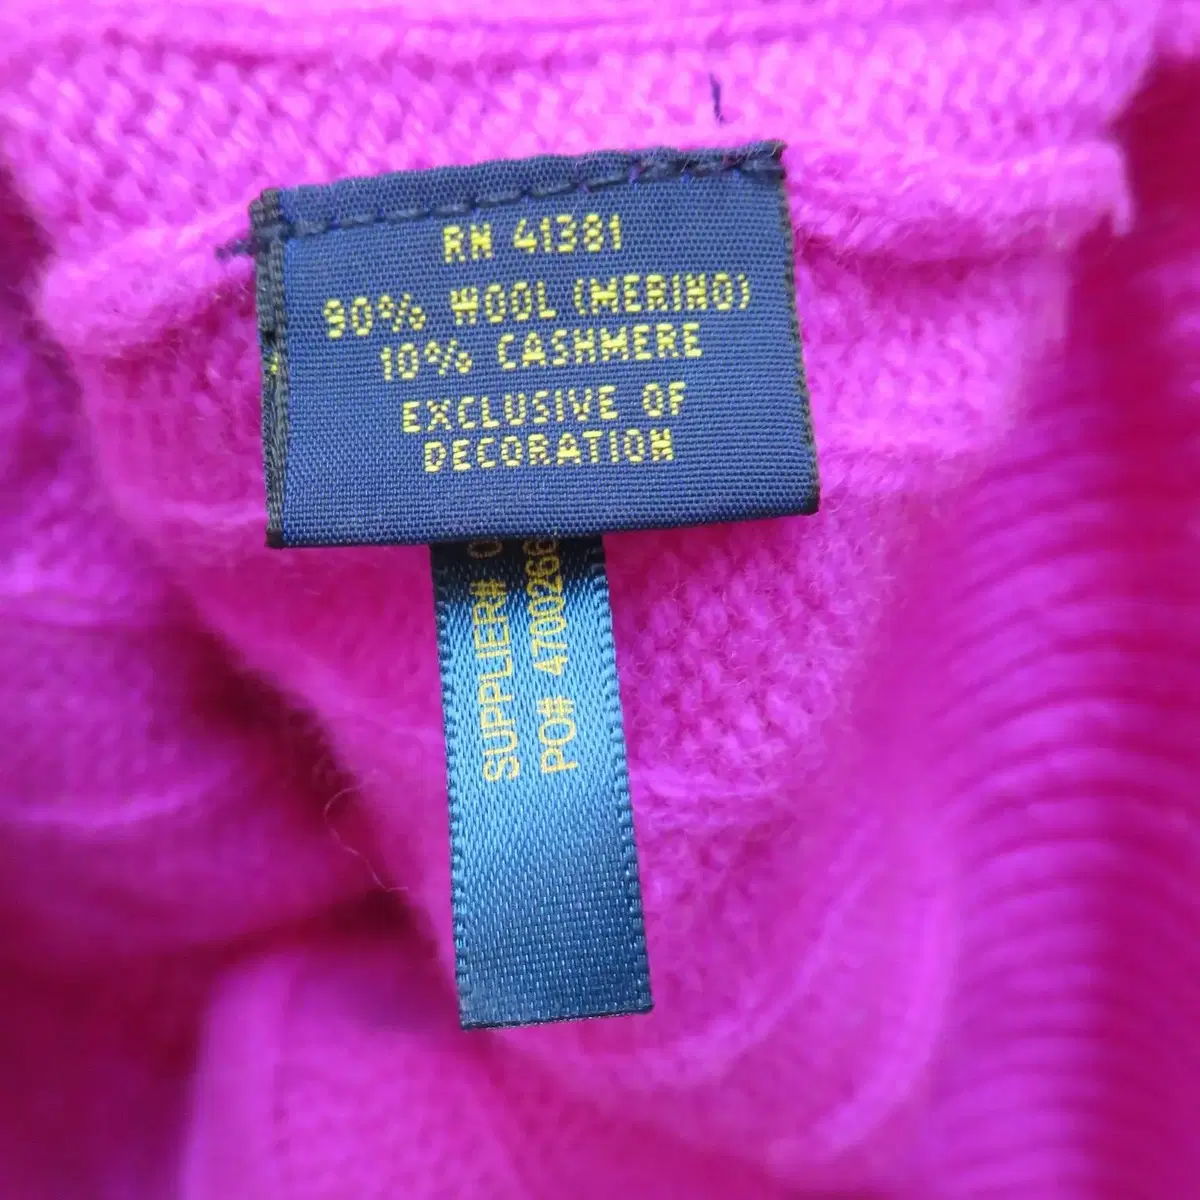 RN 41381
90% WOOL (MERINO)
10% CASHMERE
EXCLUSIVE OF
DECORATION
SUPPLIER#
PO# 4700266